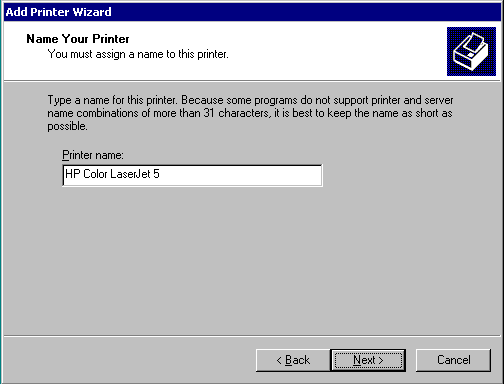 Add Printer Wizard
Name Your Printer
You must assign a name to this printer.
Type a name for this printer. Because some programs do not support printer and server
name combinations of more than 31 characters, it is best to keep the name as short as
possible.
Printer name:
HP Color LaserJet 5
< Back Next > Cancel